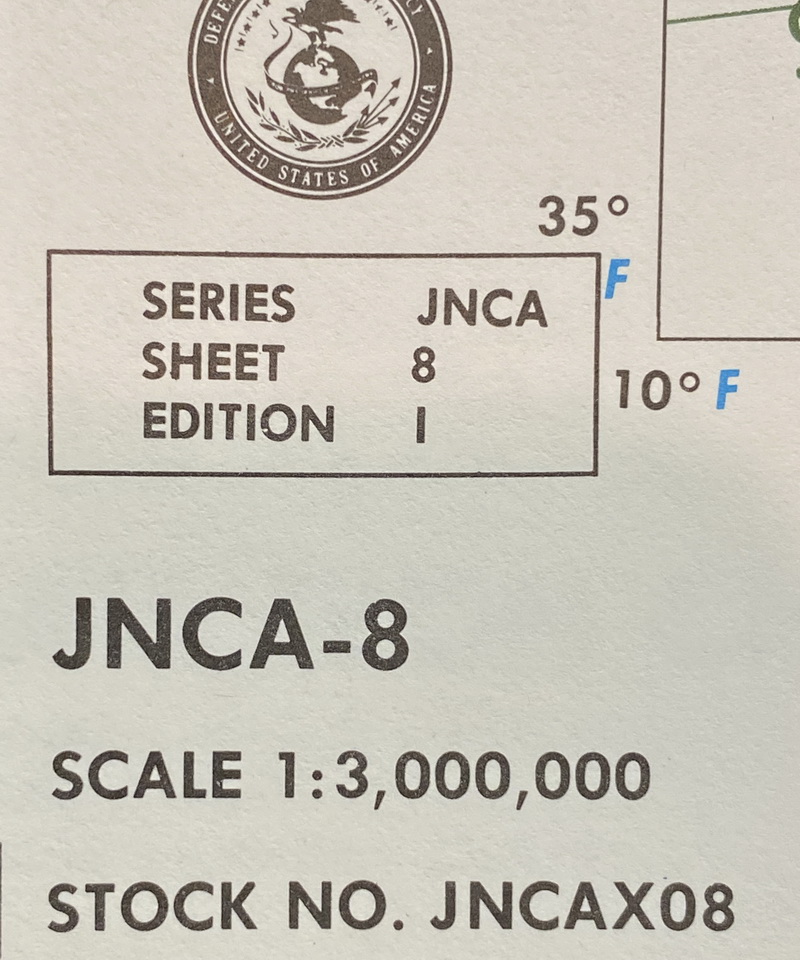 UNITED STATES OF AMERICA
35°
F
SERIES JNCA
SHEET 8
EDITION 1
10° F
JNCA-8
SCALE 1:3,000,000
STOCK NO. JNCAX08